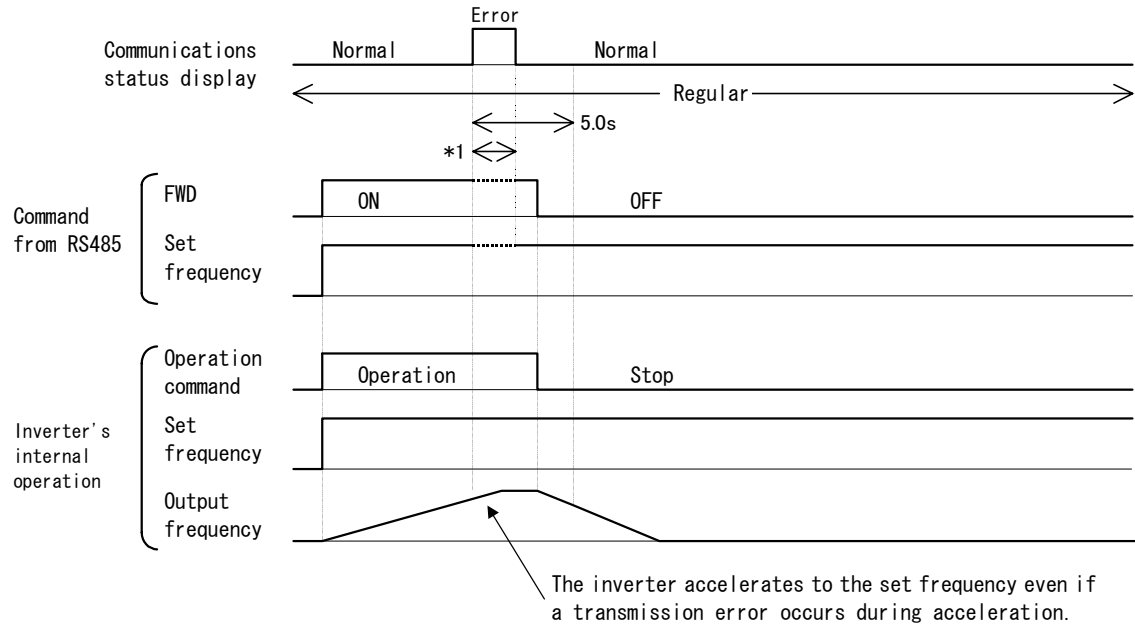 Error
Communications
status display
Normal
Normal
Regular
5.0s
*1
Command
from RS485
FWD
ON
OFF
Set
frequency
Inverter's
internal
operation
Operation
command
Operation
Stop
Set
frequency
Output
frequency
The inverter accelerates to the set frequency even if
a transmission error occurs during acceleration.